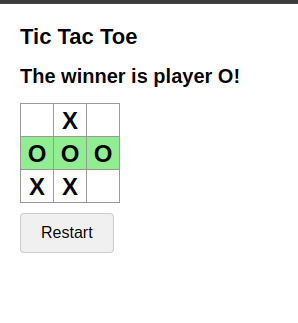 Tic Tac Toe
The winner is player O!
X
O O O
X X
Restart